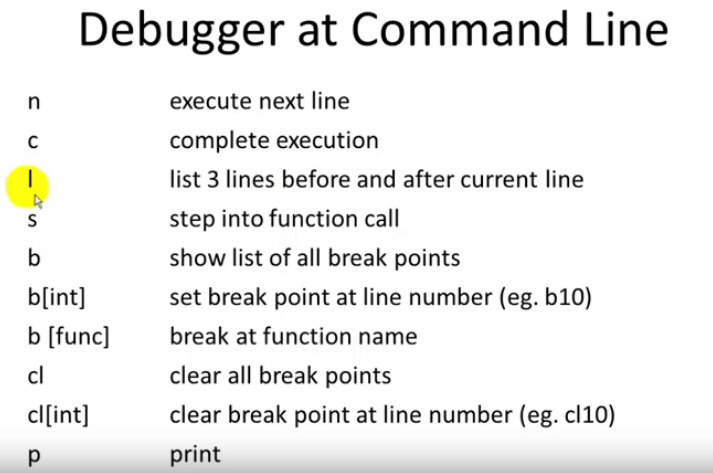 Debugger at Command Line
n execute next line
c complete execution
l list 3 lines before and after current line
s step into function call
b show list of all break points
b[int] set break point at line number (eg. b10)
b [func] break at function name
cl clear all break points
cl[int] clear break point at line number (eg. cl10)
p print